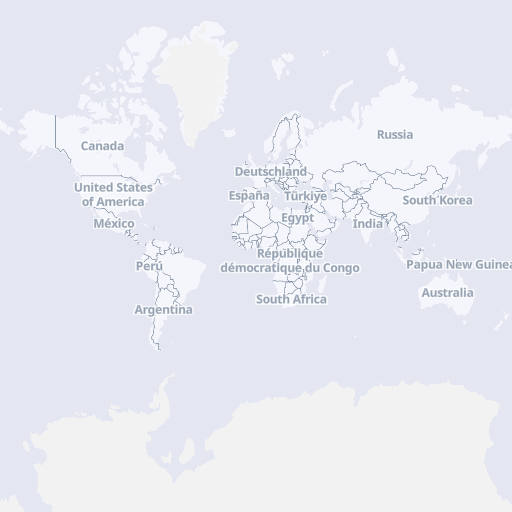 Russia
Canada
Deutschland
United States
of America
España
Türkiye
South Korea
México
Egypt
India
République
démocratique du Congo
Perú
Papua New Guinea
Australia
South Africa
Argentina